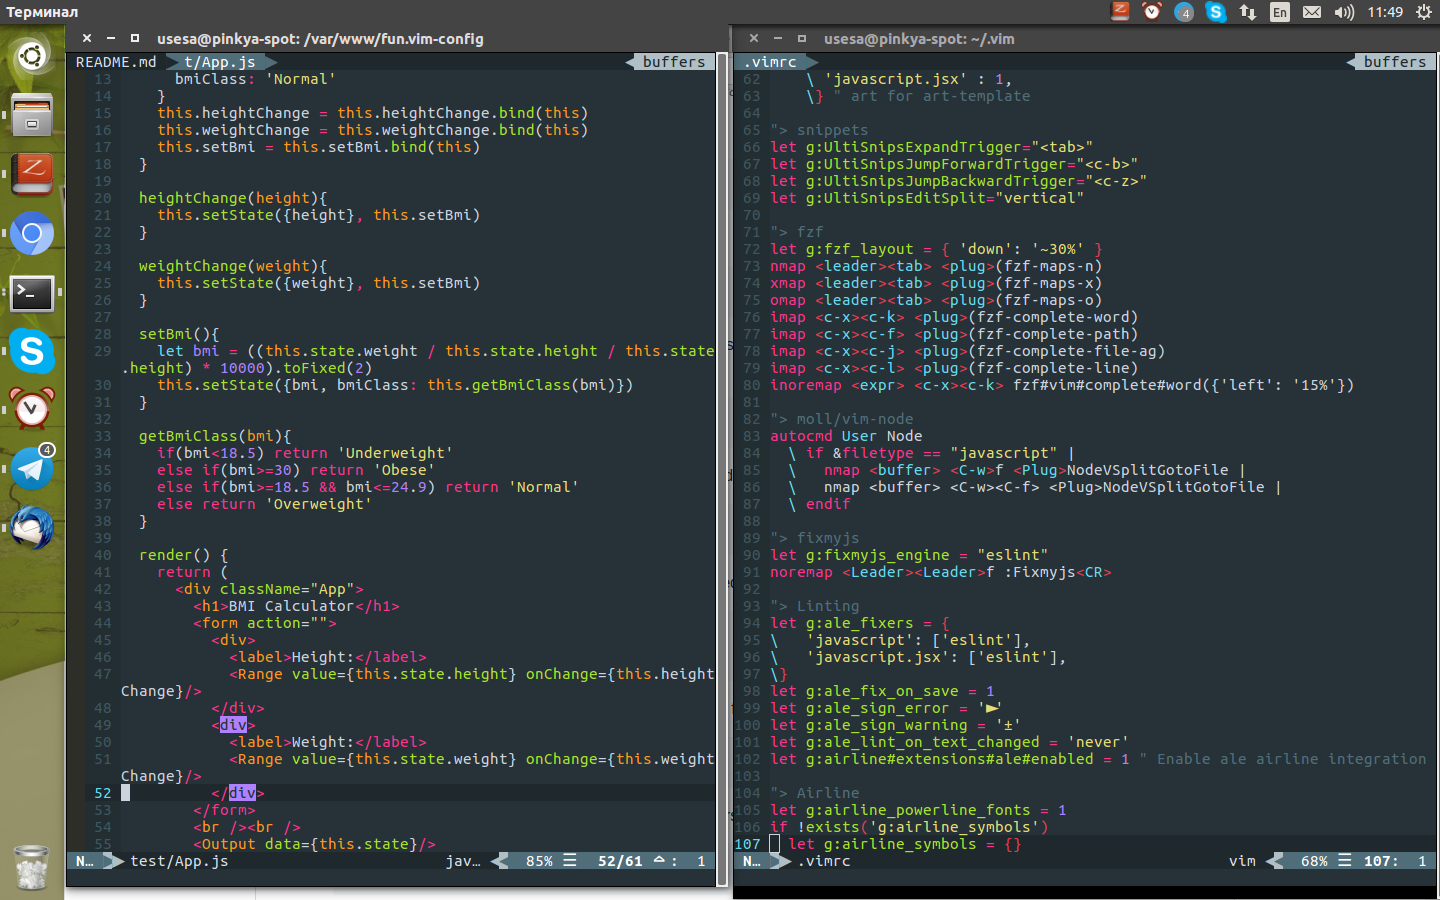 Терминал
4
En
11:49
usesa@pinkya-spot: /var/www/fun.vim-config
README.md t/App.js buffers
13 bmiClass: 'Normal'
14 }
15 this.heightChange = this.heightChange.bind(this)
16 this.weightChange = this.weightChange.bind(this)
17 this.setBmi = this.setBmi.bind(this)
18 }
19
20 heightChange(height){
21 this.setState({height}, this.setBmi)
22 }
23
24 weightChange(weight){
25 this.setState({weight}, this.setBmi)
26 }
27
28 setBmi(){
29 let bmi = ((this.state.weight / this.state.height / this.state
.height) * 10000).toFixed(2)
30 this.setState({bmi, bmiClass: this.getBmiClass(bmi)})
31 }
32
33 getBmiClass(bmi){
34 if(bmi<18.5) return 'Underweight'
35 else if(bmi>=30) return 'Obese'
36 else if(bmi>=18.5 && bmi<=24.9) return 'Normal'
37 else return 'Overweight'
38 }
39
40 render() {
41 return (
42 <div className="App">
43 <h1>BMI Calculator</h1>
44 <form action="">
45 <div>
46 <label>Height:</label>
47 <Range value={this.state.height} onChange={this.height
Change}/>
48 </div>
49 <div>
50 <label>Weight:</label>
51 <Range value={this.state.weight} onChange={this.weight
Change}/>
52 </div>
53 </form>
54 <br /><br />
55 <Output data={this.state}/>
N… test/App.js jav… 85% ☰ 52/61 : 1
usesa@pinkya-spot: ~/.vim
.vimrc buffers
62 \ 'javascript.jsx' : 1,
63 \} " art for art-template
64
65 "> snippets
66 let g:UltiSnipsExpandTrigger="<tab>"
67 let g:UltiSnipsJumpForwardTrigger="<c-b>"
68 let g:UltiSnipsJumpBackwardTrigger="<c-z>"
69 let g:UltiSnipsEditSplit="vertical"
70
71 "> fzf
72 let g:fzf_layout = { 'down': '~30%' }
73 nmap <leader><tab> <plug>(fzf-maps-n)
74 xmap <leader><tab> <plug>(fzf-maps-x)
75 omap <leader><tab> <plug>(fzf-maps-o)
76 imap <c-x><c-k> <plug>(fzf-complete-word)
77 imap <c-x><c-f> <plug>(fzf-complete-path)
78 imap <c-x><c-j> <plug>(fzf-complete-file-ag)
79 imap <c-x><c-l> <plug>(fzf-complete-line)
80 inoremap <expr> <c-x><c-k> fzf#vim#complete#word({'left': '15%'})
81
82 "> moll/vim-node
83 autocmd User Node
84 \ if &filetype == "javascript" |
85 \ nmap <buffer> <C-w>f <Plug>NodeVSplitGotoFile |
86 \ nmap <buffer> <C-w><C-f> <Plug>NodeVSplitGotoFile |
87 \ endif
88
89 "> fixmyjs
90 let g:fixmyjs_engine = "eslint"
91 noremap <Leader><Leader>f :Fixmyjs<CR>
92
93 "> Linting
94 let g:ale_fixers = {
95 \ 'javascript': ['eslint'],
96 \ 'javascript.jsx': ['eslint'],
97 \}
98 let g:ale_fix_on_save = 1
99 let g:ale_sign_error = '►'
100 let g:ale_sign_warning = '±'
101 let g:ale_lint_on_text_changed = 'never'
102 let g:airline#extensions#ale#enabled = 1 " Enable ale airline integration
103
104 "> Airline
105 let g:airline_powerline_fonts = 1
106 if !exists('g:airline_symbols')
107 let g:airline_symbols = {}
N… .vimrc vim 68% ☰ 107: 1
4